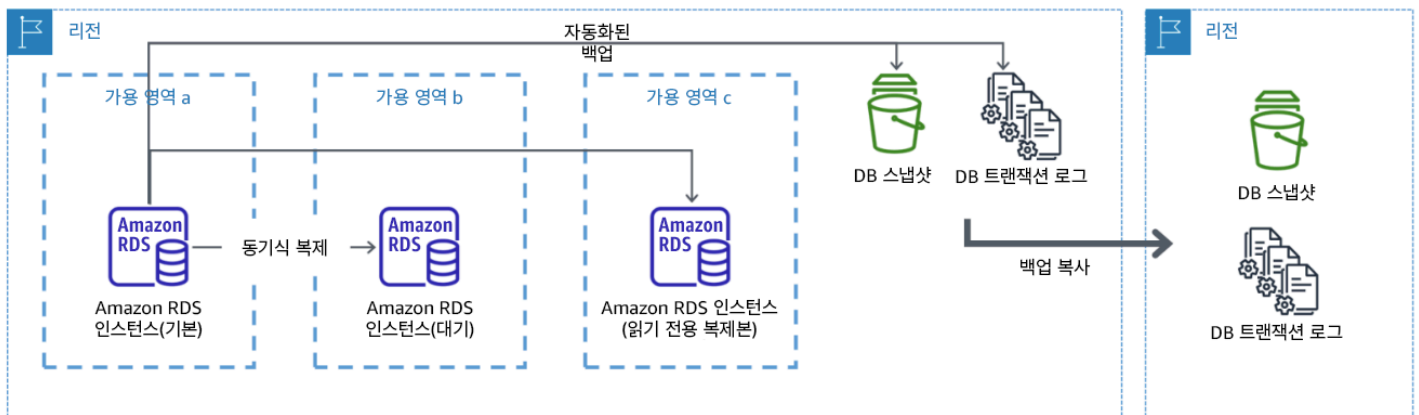 리전
자동화된
백업
가용 영역 a
가용 영역 b
가용 영역 c
DB 스냅샷
DB 트랜잭션 로그
Amazon
RDS
동기식 복제
Amazon
RDS
Amazon
RDS
Amazon RDS
인스턴스(기본)
Amazon RDS
인스턴스(대기)
Amazon RDS 인스턴스
(읽기 전용 복제본)
백업 복사
리전
DB 스냅샷
DB 트랜잭션 로그